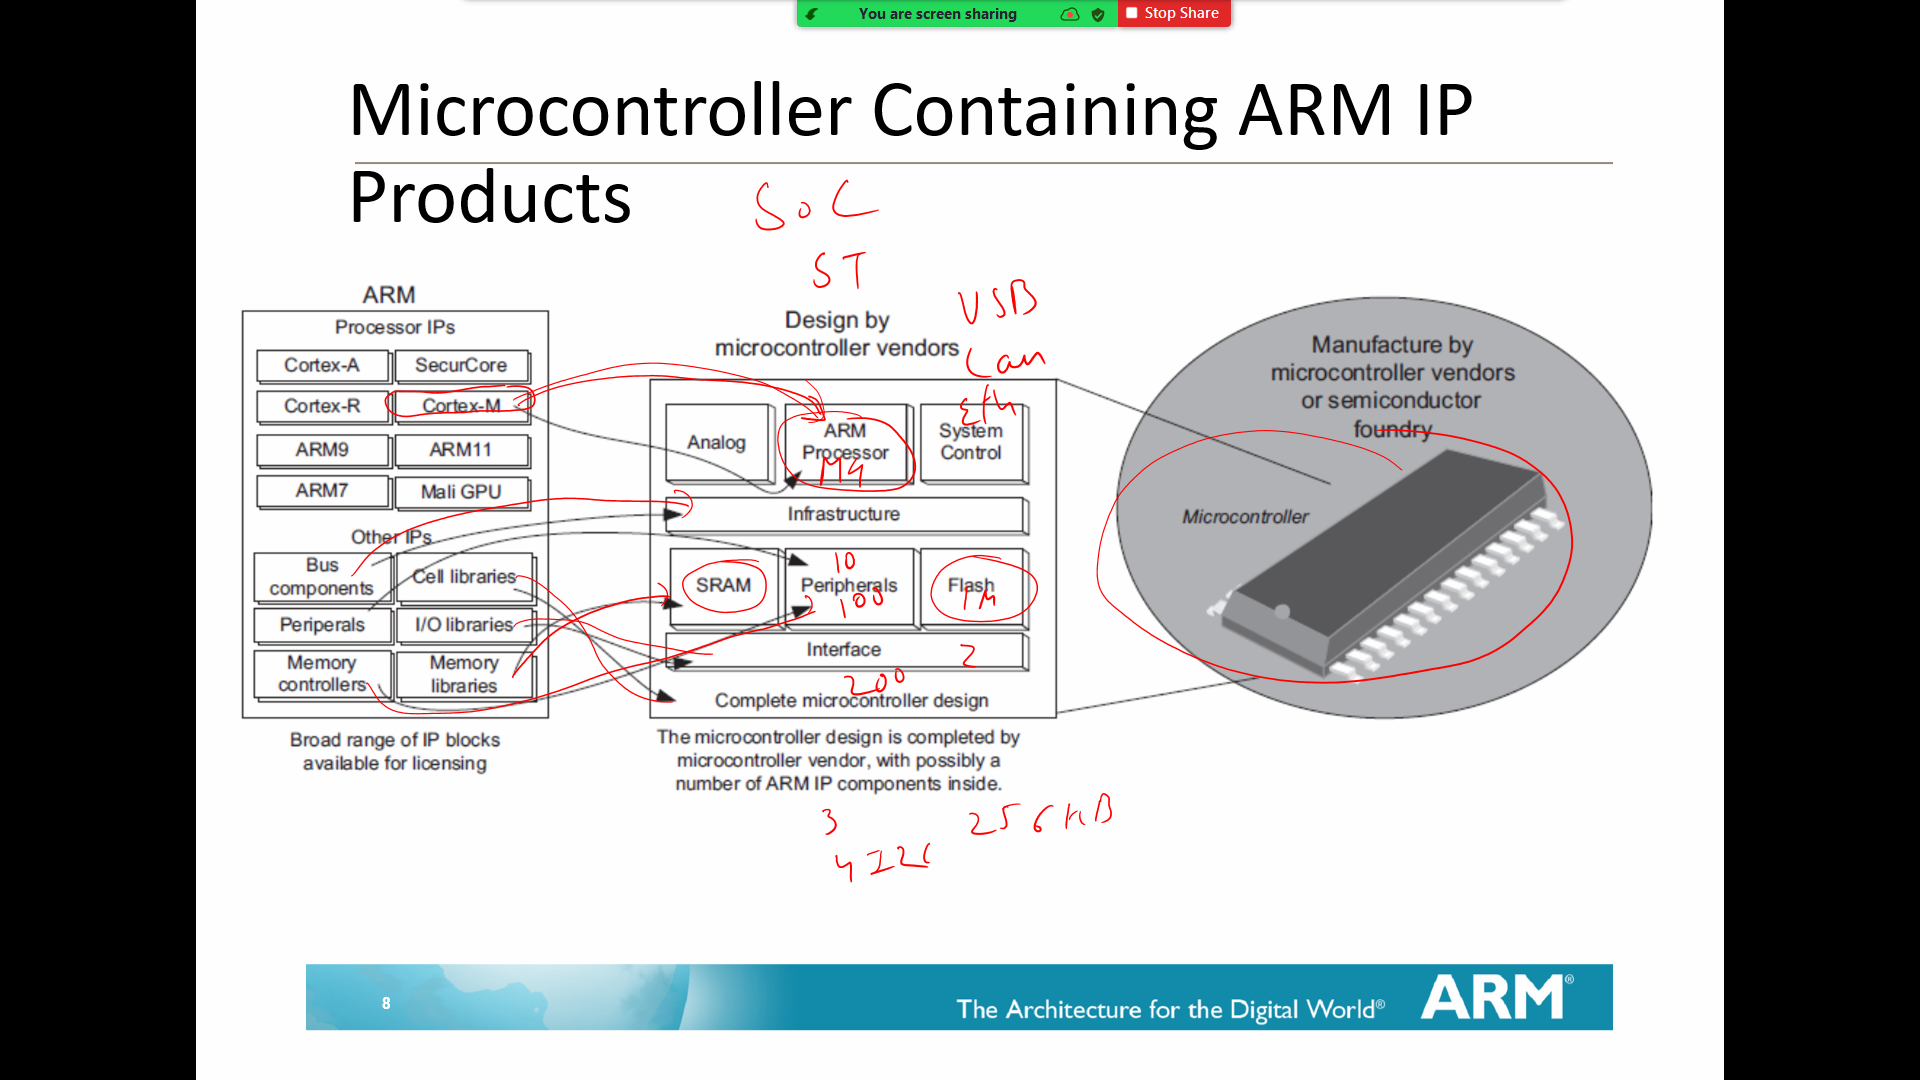 You are screen sharing
Stop Share
Microcontroller Containing ARM IP
Products
SoC
ST
USB
Can
Eth
ARM
Processor IPs
Cortex-A
SecurCore
Cortex-R
Cortex-M
ARM9
ARM11
ARM7
Mali GPU
Other IPs
Bus
components
Cell libraries
Periperals
I/O libraries
Memory
controllers
Memory
libraries
Broad range of IP blocks
available for licensing
Design by
microcontroller vendors
Analog
ARM
Processor
M4
System
Control
Infrastructure
SRAM
10
Peripherals
100
Flash
1M
Interface
2
200
Complete microcontroller design
The microcontroller design is completed by
microcontroller vendor, with possibly a
number of ARM IP components inside.
3
256KB
4 I2C
Manufacture by
microcontroller vendors
or semiconductor
foundry
Microcontroller
8
The Architecture for the Digital World®
ARM®